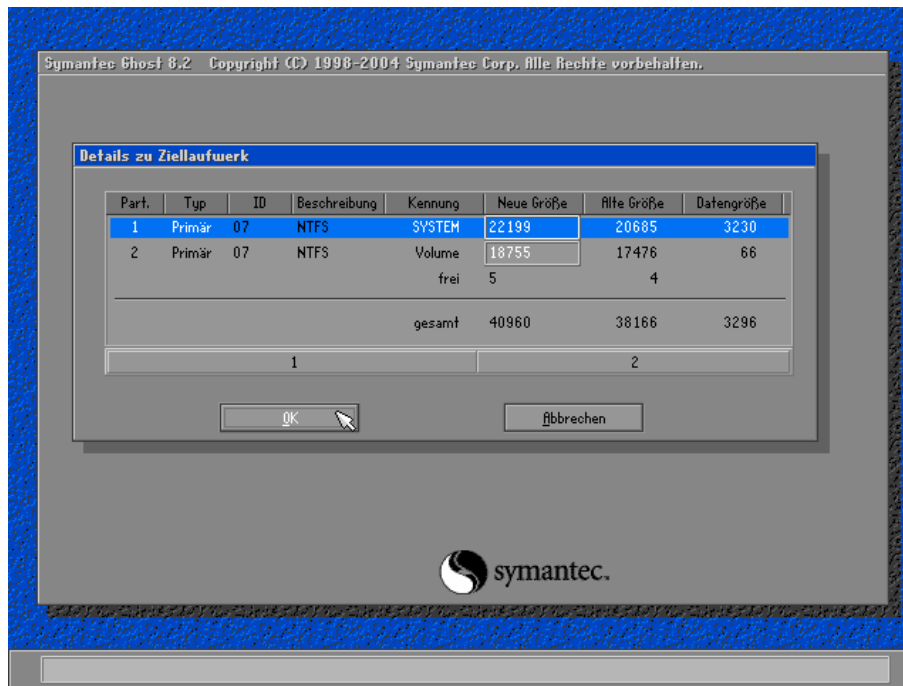 Symantec Ghost 8.2 Copyright (C) 1998-2004 Symantec Corp. Alle Rechte vorbehalten.
Details zu Ziellaufwerk
Part. Typ ID Beschreibung Kennung Neue Größe Alte Größe Datengröße
1 Primär 07 NTFS SYSTEM 22199 20685 3230
2 Primär 07 NTFS Volume 18755 17476 66
frei 5 4
gesamt 40960 38166 3296
1 2
OK Abbrechen
symantec.